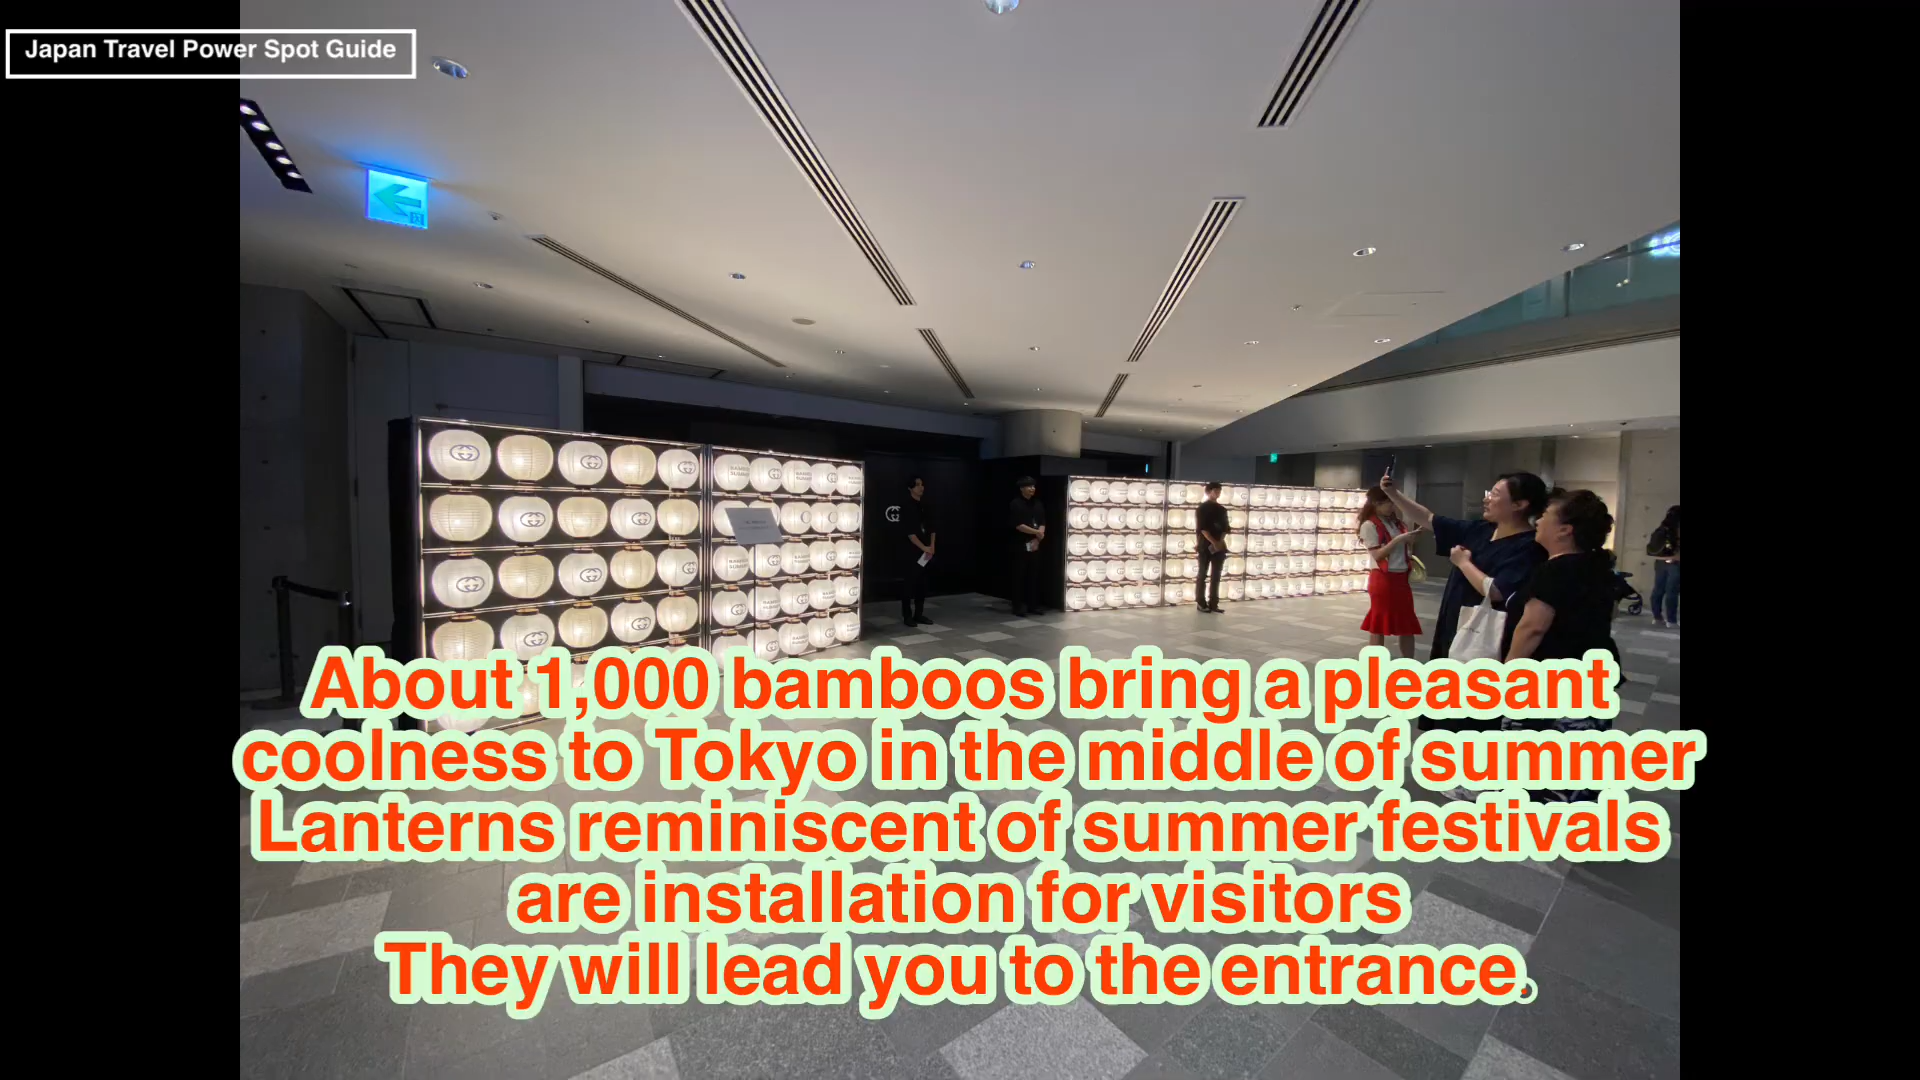 Japan Travel Power Spot Guide
About 1,000 bamboos bring a pleasant
coolness to Tokyo in the middle of summer
Lanterns reminiscent of summer festivals
are installation for visitors
They will lead you to the entrance.